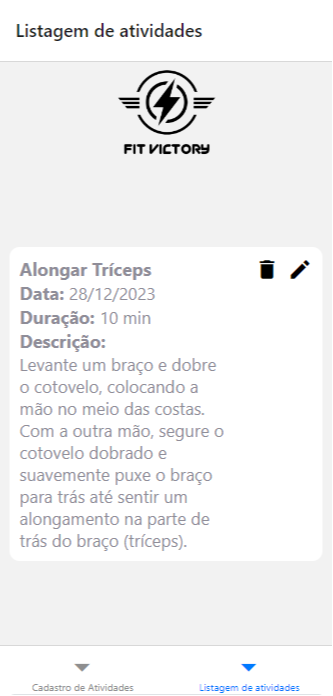 Listagem de atividades
FIT VICTORY
Alongar Tríceps
Data: 28/12/2023
Duração: 10 min
Descrição:
Levante um braço e dobre
o cotovelo, colocando a
mão no meio das costas.
Com a outra mão, segure o
cotovelo dobrado e
suavemente puxe o braço
para trás até sentir um
alongamento na parte de
trás do braço (tríceps).
Cadastro de Atividades
Listagem de atividades